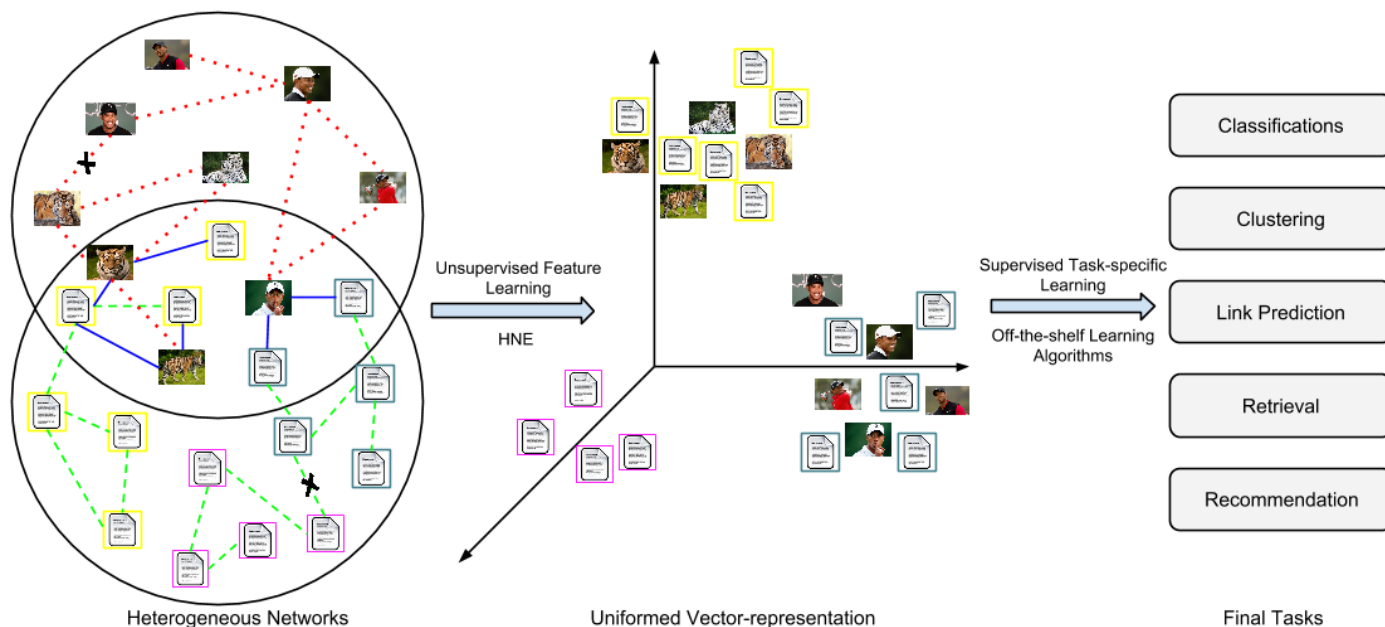 Unsupervised Feature
Learning
HNE
Supervised Task-specific
Learning
Off-the-shelf Learning
Algorithms
Classifications
Clustering
Link Prediction
Retrieval
Recommendation
Heterogeneous Networks
Uniformed Vector-representation
Final Tasks